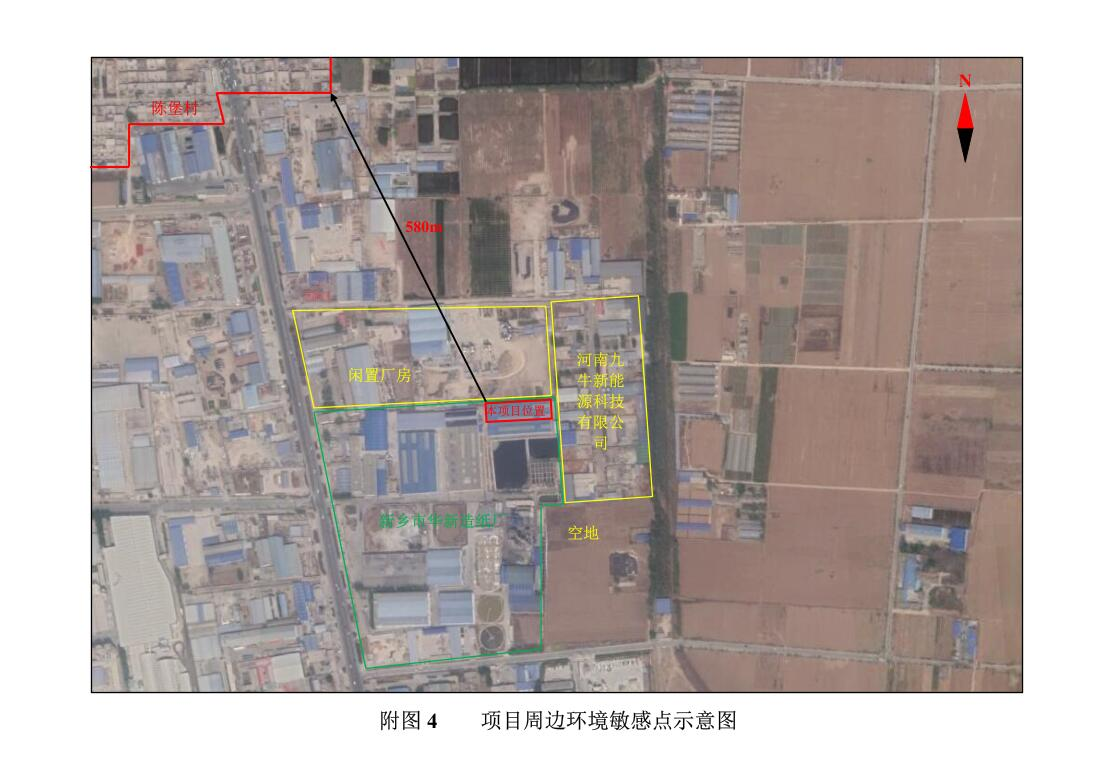 N
陈堡村
580m
河南九
牛新能
源科技
有限公
司
闲置厂房
本项目位置
新乡市华新造纸厂
空地
附图 4 项目周边环境敏感点示意图